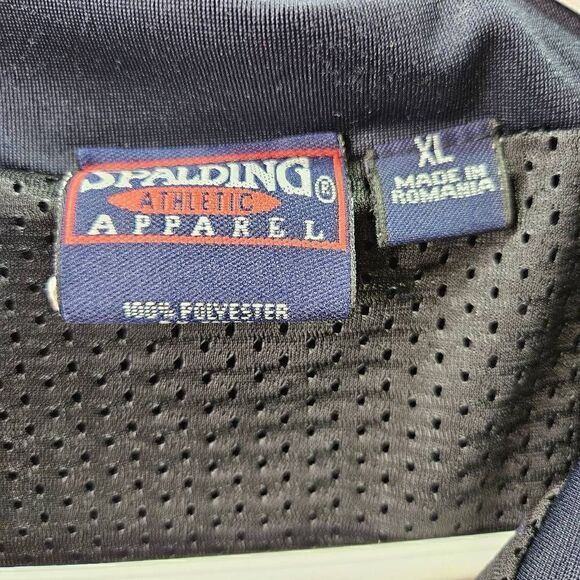 SPALDING®
ATHLETIC
APPAREL
100% POLYESTER
XL
MADE IN
ROMANIA